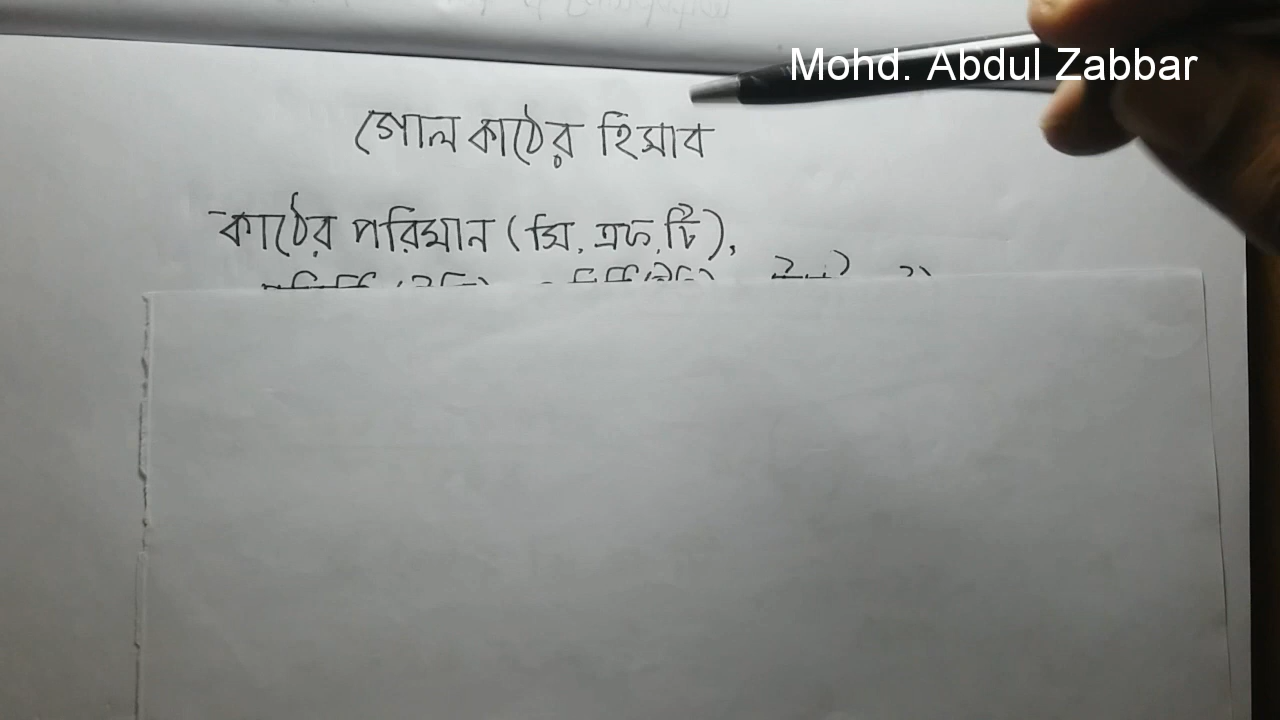 Mohd. Abdul Zabbar
গোল কাঠের হিসাব
কাঠের পরিমান (সি.এফ.টি),